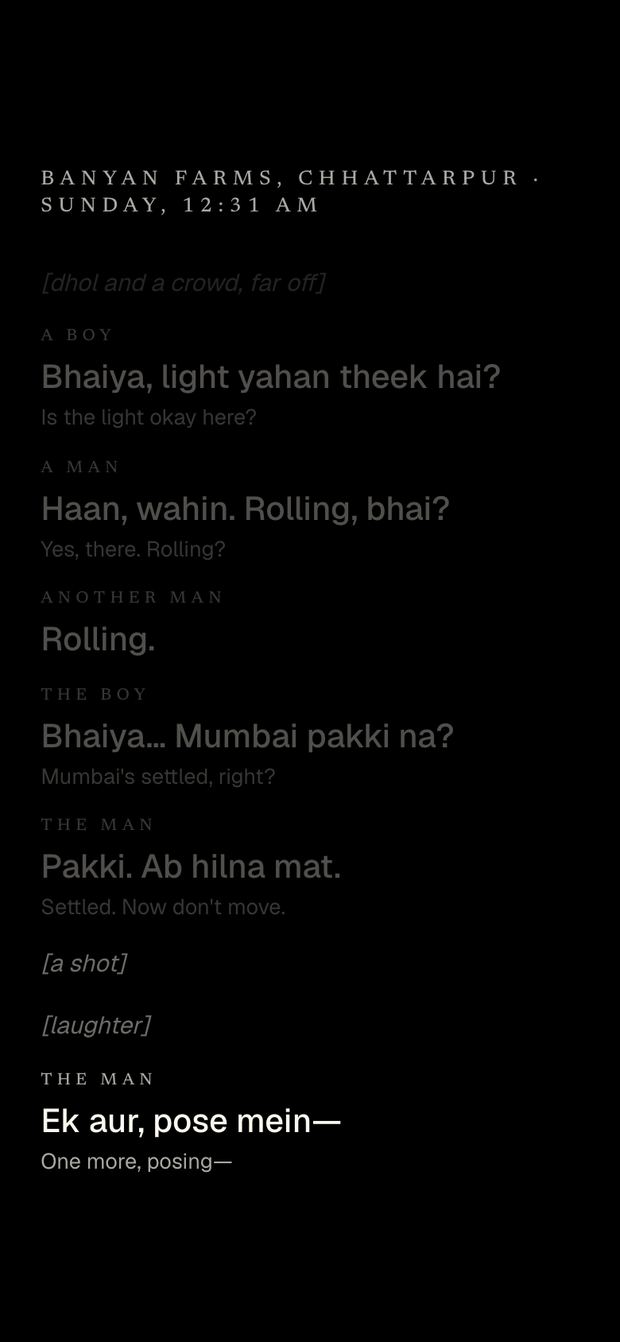 BANYAN FARMS, CHHATTARPUR ·
SUNDAY, 12:31 AM
[dhol and a crowd, far off]
A BOY
Bhaiya, light yahan theek hai?
Is the light okay here?
A MAN
Haan, wahin. Rolling, bhai?
Yes, there. Rolling?
ANOTHER MAN
Rolling.
THE BOY
Bhaiya... Mumbai pakki na?
Mumbai's settled, right?
THE MAN
Pakki. Ab hilna mat.
Settled. Now don't move.
[a shot]
[laughter]
THE MAN
Ek aur, pose mein—
One more, posing—